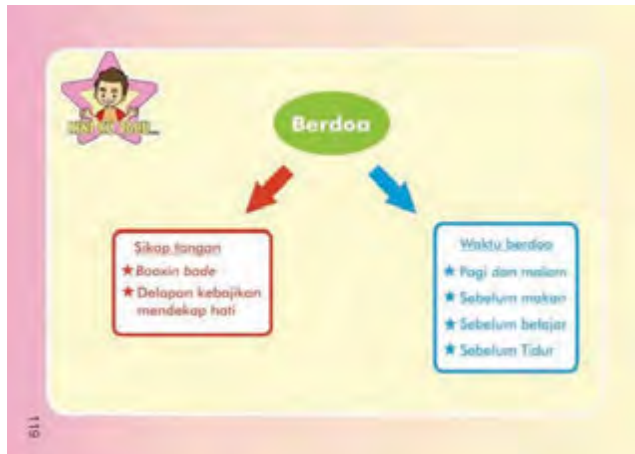 Berdoa
Sikap tangan
★ Baoxin bade
★ Delapan kebajikan
mendekap hati
Waktu berdoa
★ Pagi dan malam
★ Sebelum makan
★ Sebelum belajar
★ Sebelum Tidur
119